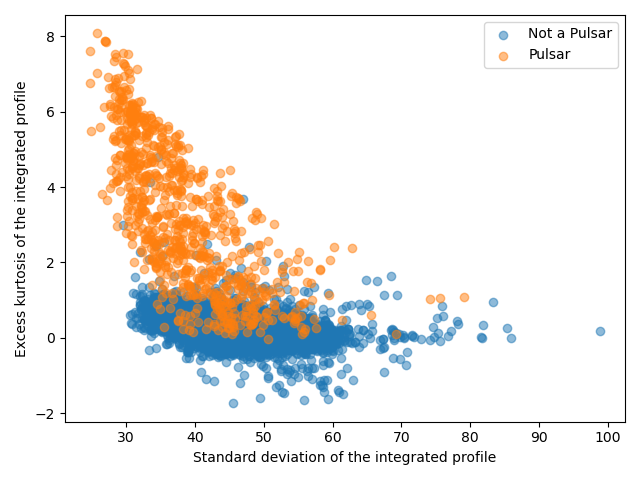 Not a Pulsar
Pulsar
8
6
4
2
0
−2
Excess kurtosis of the integrated profile
30 40 50 60 70 80 90 100
Standard deviation of the integrated profile